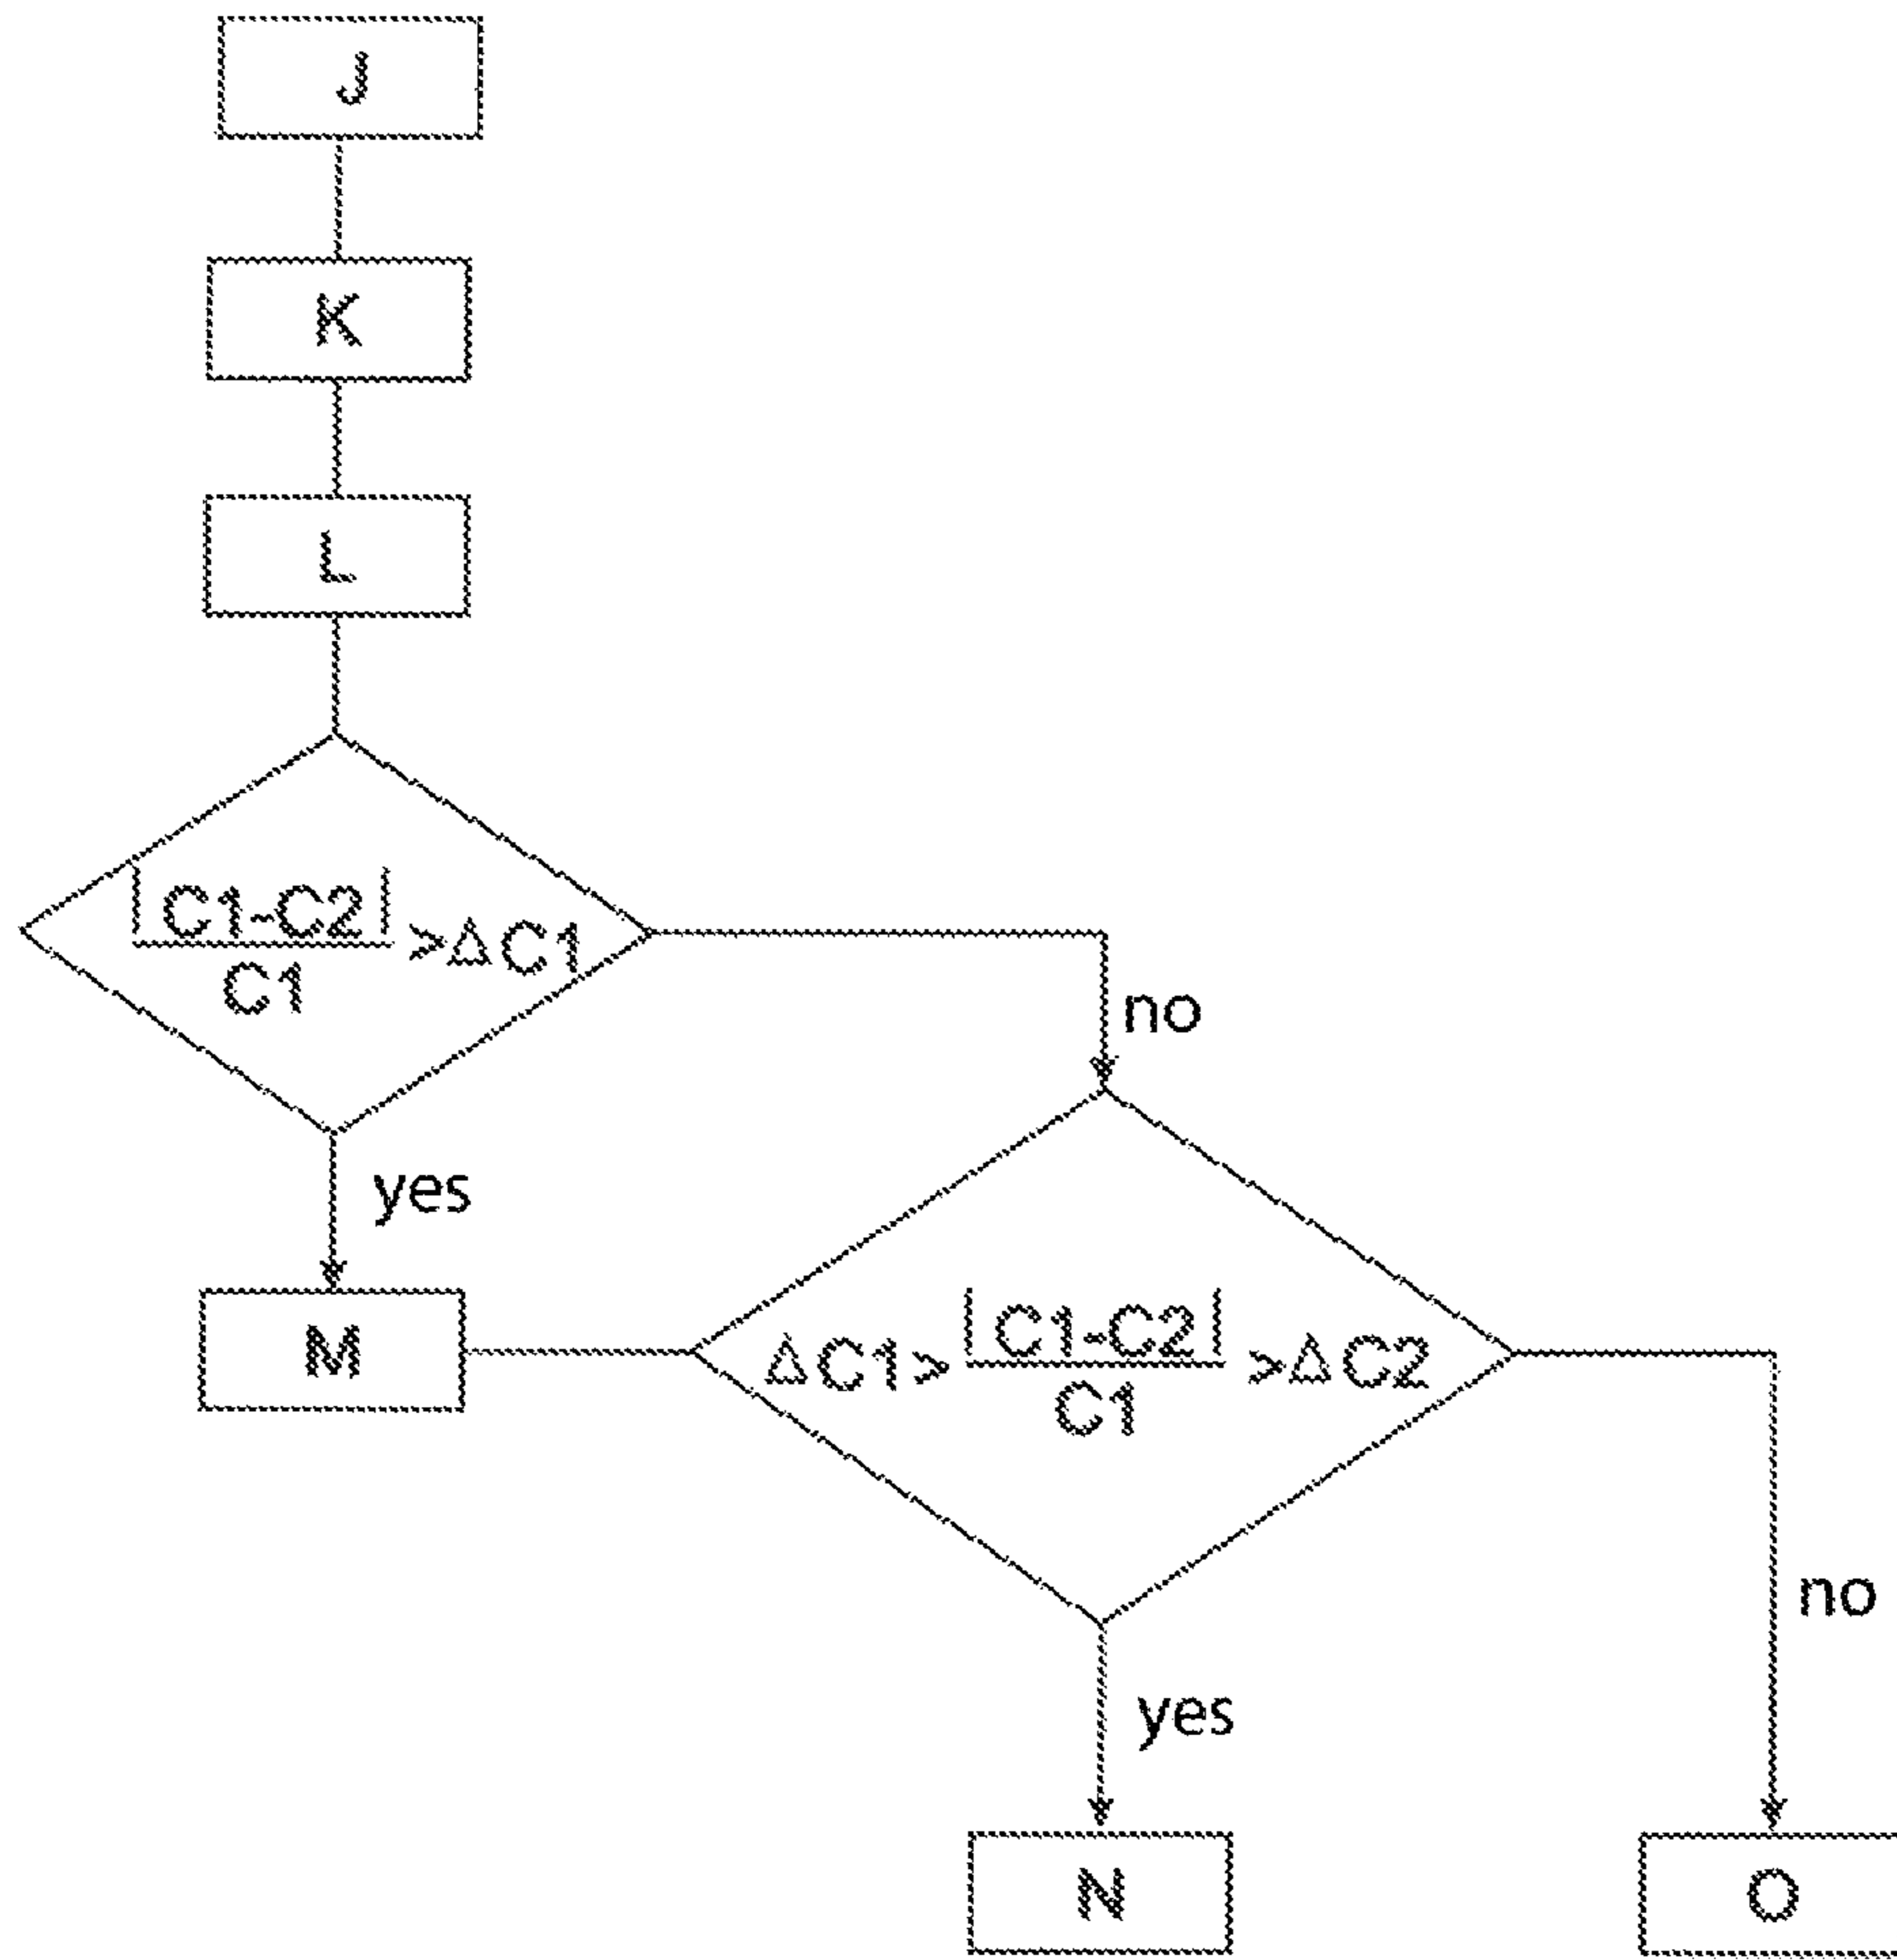 J
K
L
|C1-C2|
C1
>ΔC1
no
yes
M
ΔC1>
|C1-C2|
C1
>ΔC2
no
yes
N
O